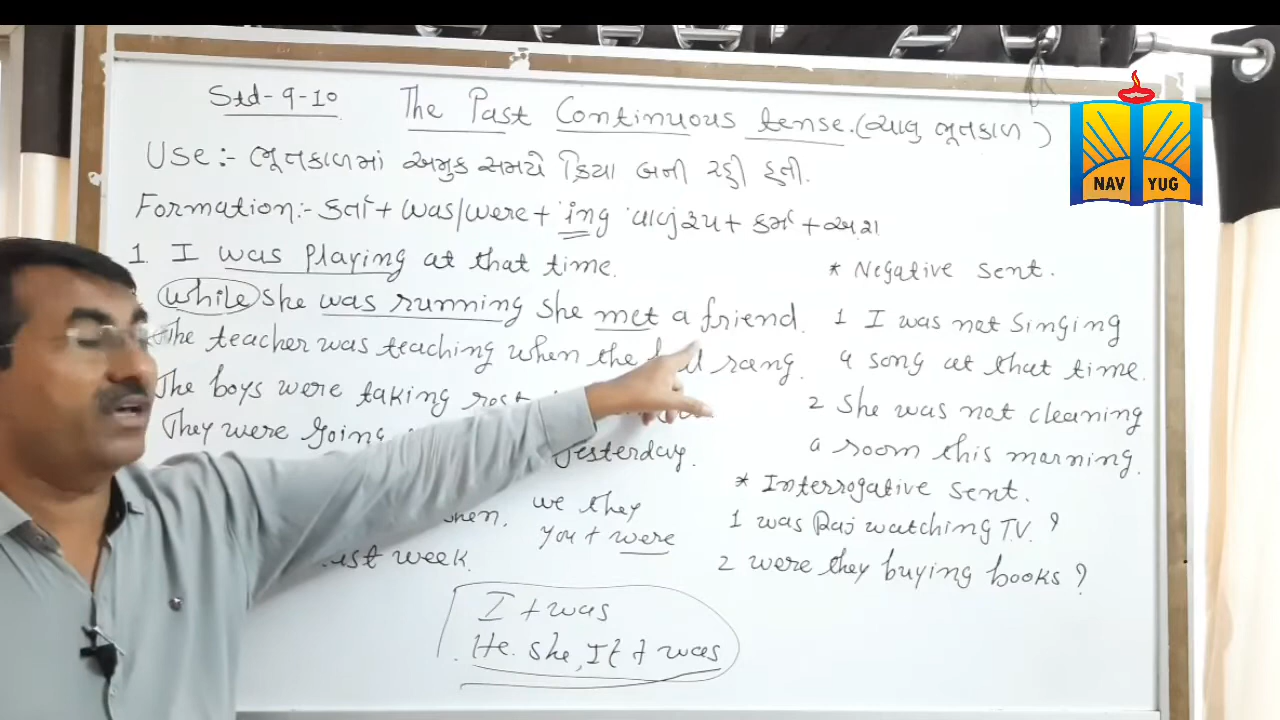 Std-9-10
The Past Continuous tense. (ચાલુ ભૂતકાળ)
Use:- ભૂતકાળમાં અમુક સમયે ક્રિયા બની રહી હતી.
Formation:- કર્તા + was/were + ing વાળું રૂપ + કર્મ + અન્ય
1. I was playing at that time.
while she was running she met a friend.
The teacher was teaching when the rang.
The boys were taking rest
They were going
yesterday.
when.
we they
you + were
last week.
I + was
He. she, It + was
* Negative sent.
1 I was not singing
a song at that time.
2 She was not cleaning
a room this morning.
* Interrogative sent.
1 was Raj watching T.V. ?
2 were they buying books ?
NAV YUG